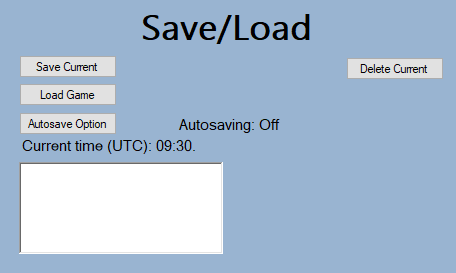 Save/Load
Save Current
Delete Current
Load Game
Autosave Option
Autosaving: Off
Current time (UTC): 09:30.